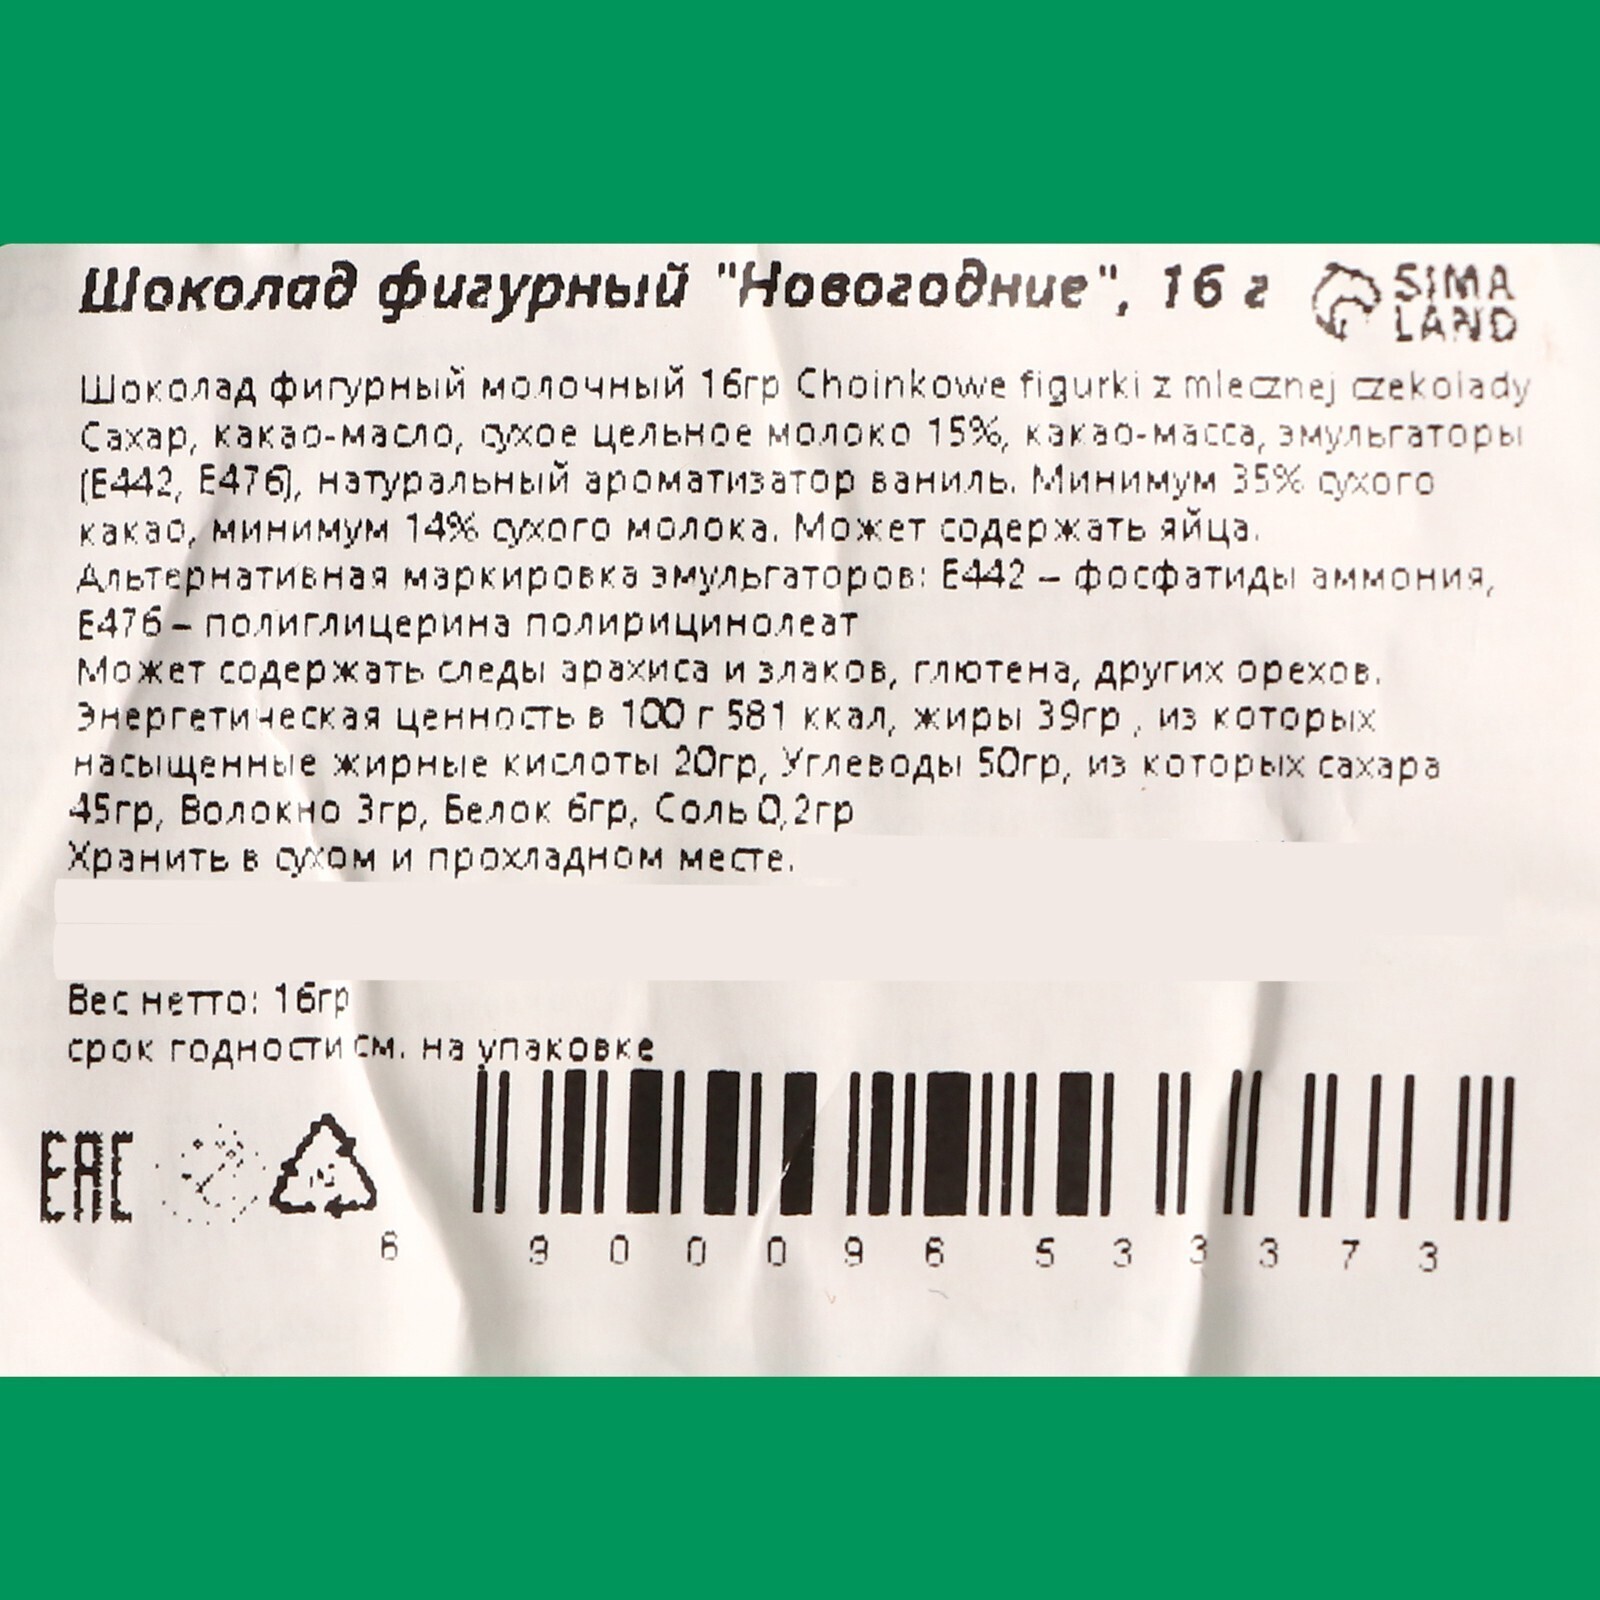 Шоколад фигурный "Новогодние", 16 г
SIMA
LAND
Шоколад фигурный молочный 16гр Choinkowe figurki z mlecznej czekolady
Сахар, какао-масло, сухое цельное молоко 15%, какао-масса, эмульгаторы
(Е442, Е476), натуральный ароматизатор ваниль. Минимум 35% сухого
какао, минимум 14% сухого молока. Может содержать яйца.
Альтернативная маркировка эмульгаторов: Е442 – фосфатиды аммония,
Е476 – полиглицерина полирицинолеат
Может содержать следы арахиса и злаков, глютена, других орехов.
Энергетическая ценность в 100 г 581 ккал, жиры 39гр , из которых
насыщенные жирные кислоты 20гр, Углеводы 50гр, из которых сахара
45гр, Волокно 3гр, Белок 6гр, Соль 0,2гр
Хранить в сухом и прохладном месте.
Вес нетто: 16гр
срок годности см. на упаковке
EAC
6 900096 533373